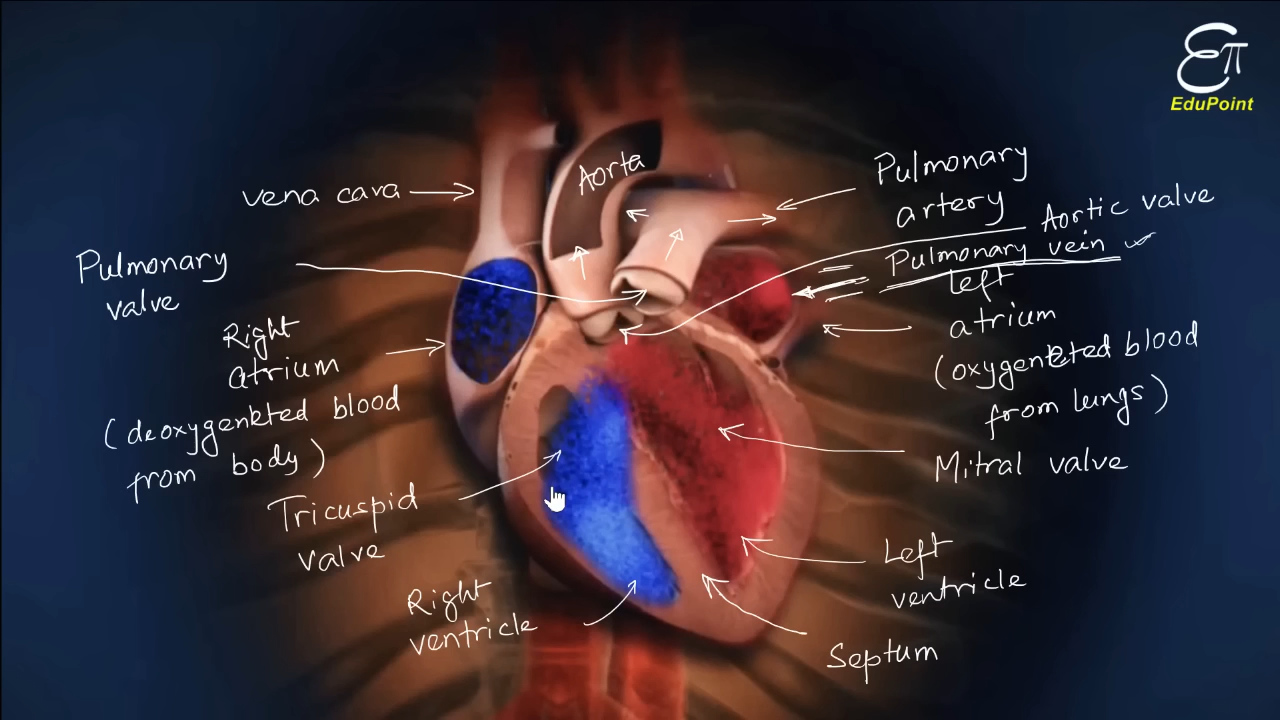 Eπ
EduPoint
Aorta
vena cava
Pulmonary
artery
Aortic valve
Pulmonary vein
Pulmonary
valve
left
atrium
(oxygenated blood
from lungs)
Right
atrium
(deoxygenated blood
from body)
Mitral valve
Tricuspid
valve
Left
ventricle
Right
ventricle
Septum